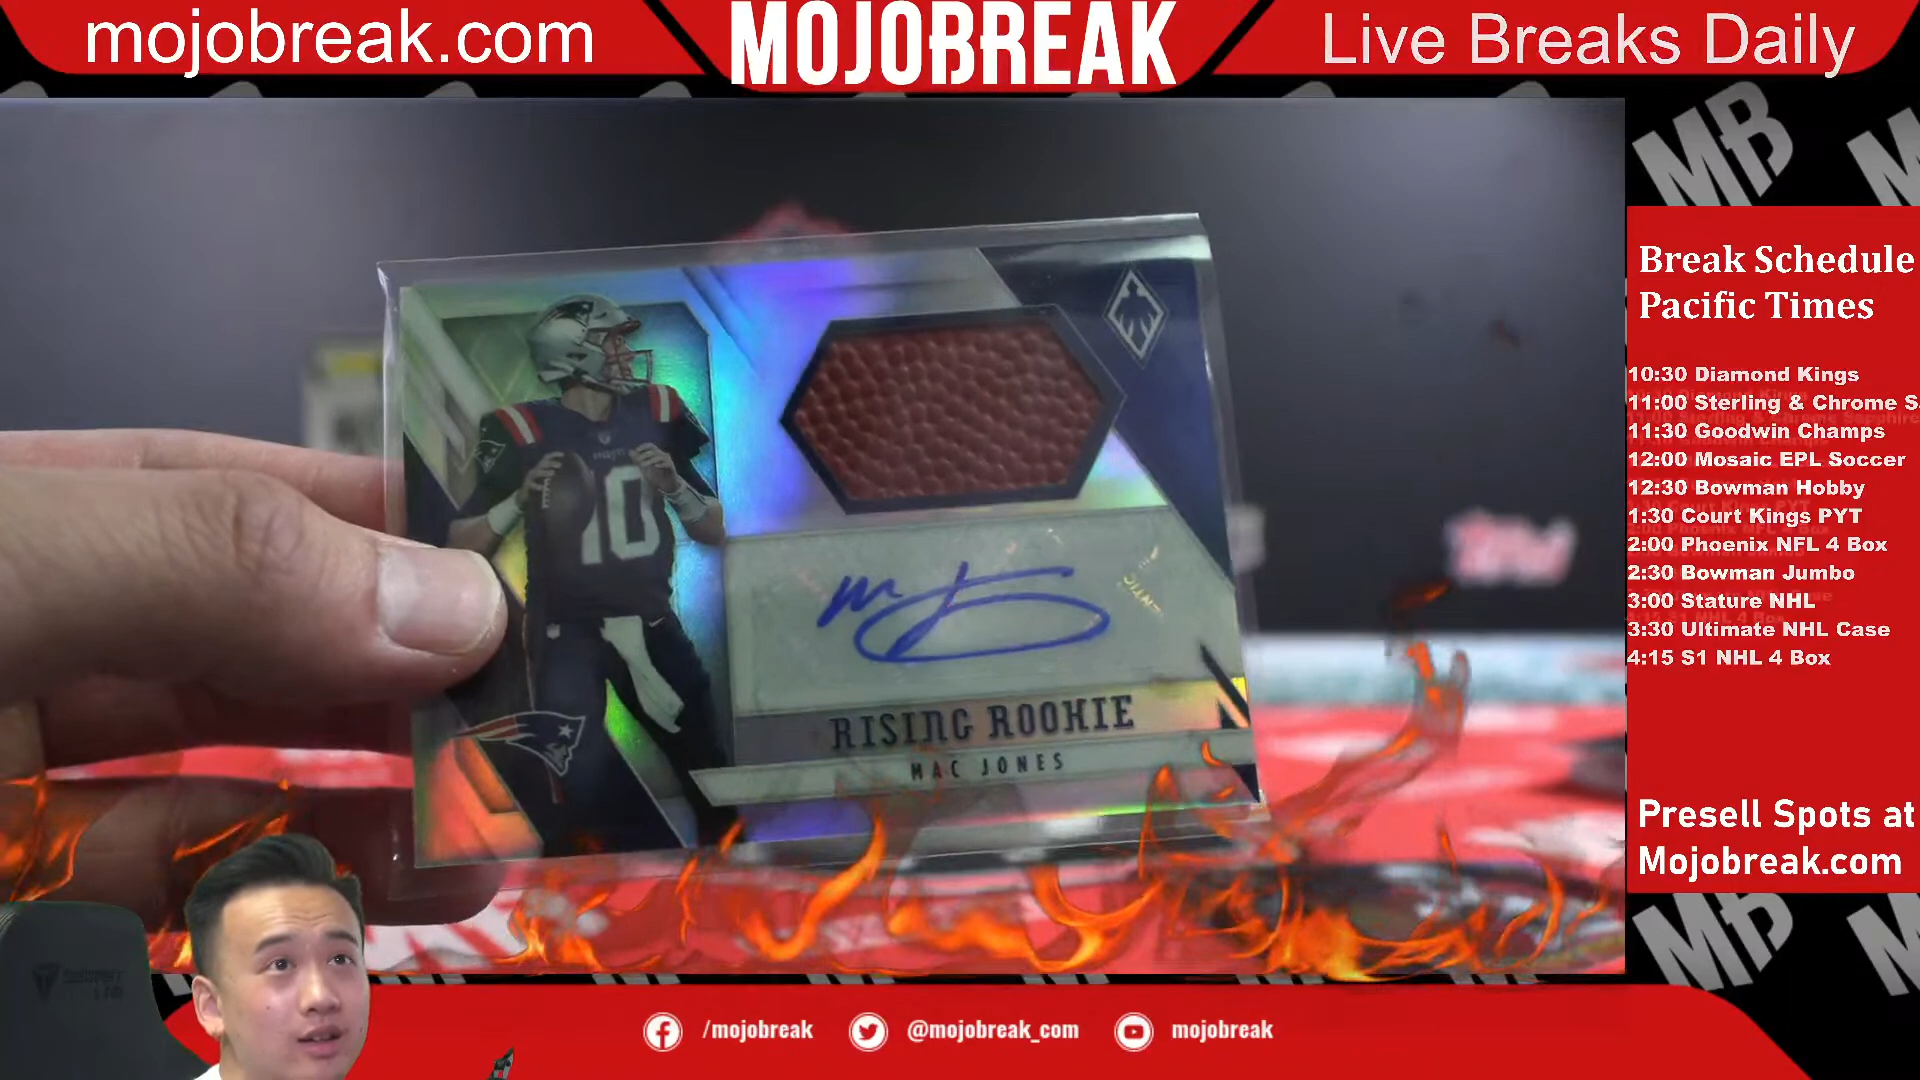 mojobreak.com
MOJOBREAK
Live Breaks Daily
MB
Break Schedule
Pacific Times
10:30 Diamond Kings
11:00 Sterling & Chrome S
11:30 Goodwin Champs
12:00 Mosaic EPL Soccer
12:30 Bowman Hobby
1:30 Court Kings PYT
2:00 Phoenix NFL 4 Box
2:30 Bowman Jumbo
3:00 Stature NHL
3:30 Ultimate NHL Case
4:15 S1 NHL 4 Box
Presell Spots at
Mojobreak.com
MB
10
RISING ROOKIE
MAC JONES
/mojobreak
@mojobreak_com
mojobreak